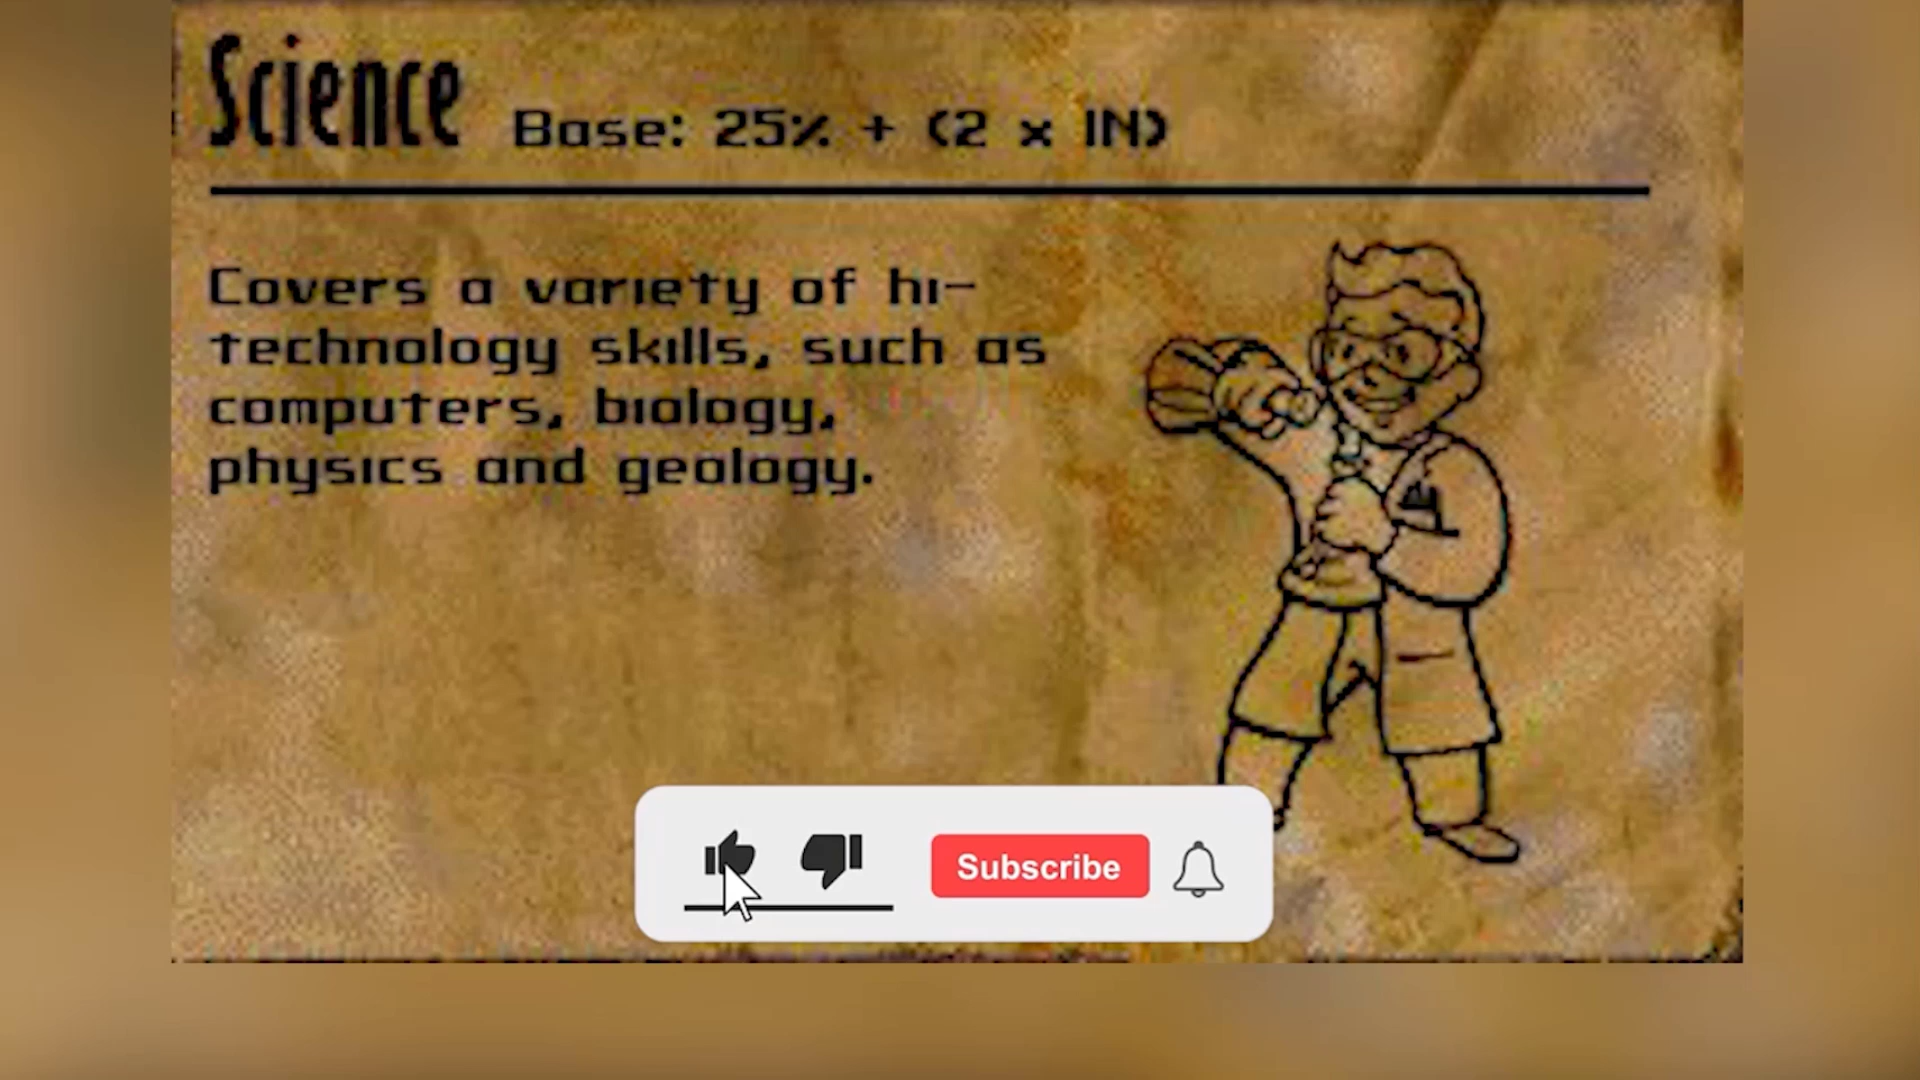 Science Base: 25% + (2 x IN)
Covers a variety of hi-
technology skills, such as
computers, biology,
physics and geology.
Subscribe